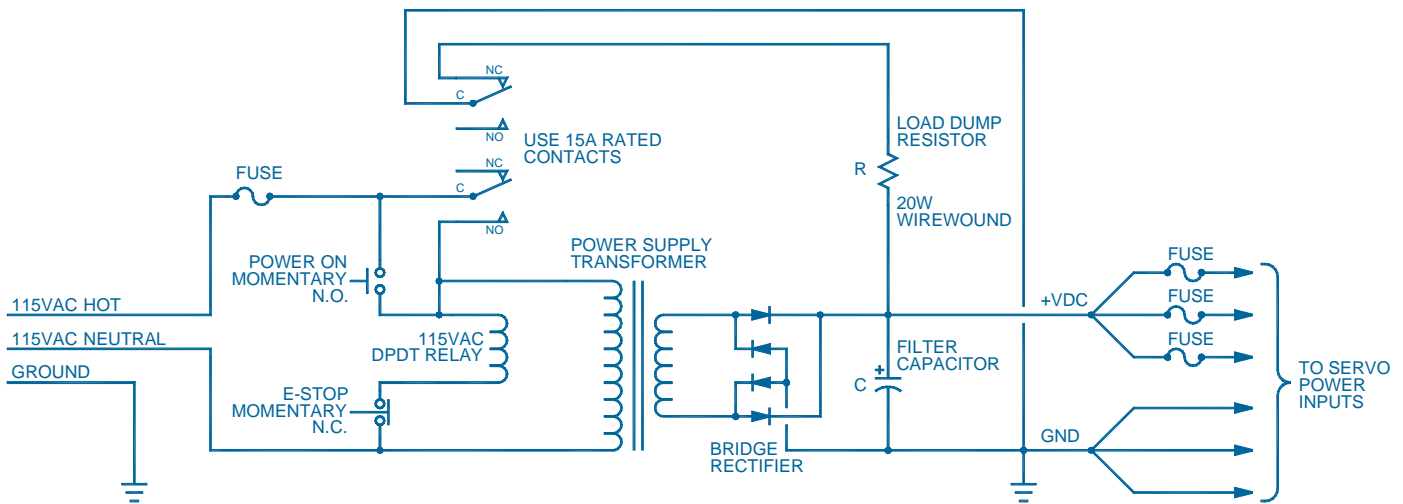 NC
C
NO
USE 15A RATED
CONTACTS
NC
C
NO
LOAD DUMP
RESISTOR
R
20W
WIREWOUND
FUSE
POWER ON
MOMENTARY
N.O.
POWER SUPPLY
TRANSFORMER
115VAC HOT
115VAC NEUTRAL
GROUND
115VAC
DPDT RELAY
E-STOP
MOMENTARY
N.C.
BRIDGE
RECTIFIER
FILTER
CAPACITOR
+
C
+VDC
GND
FUSE
FUSE
FUSE
TO SERVO
POWER
INPUTS